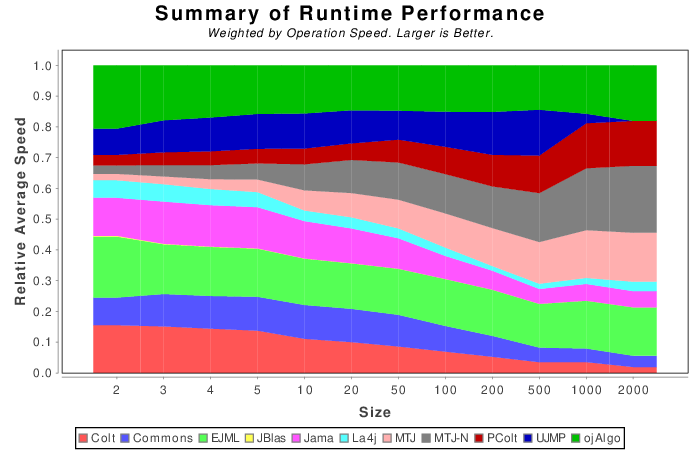 Summary of Runtime Performance
Weighted by Operation Speed. Larger is Better.
1.0
0.9
0.8
0.7
0.6
0.5
0.4
0.3
0.2
0.1
0.0
Relative Average Speed
2 3 4 5 10 20 50 100 200 500 1000 2000
Size
Colt Commons EJML JBlas Jama La4j MTJ MTJ-N PColt UJMP ojAlgo